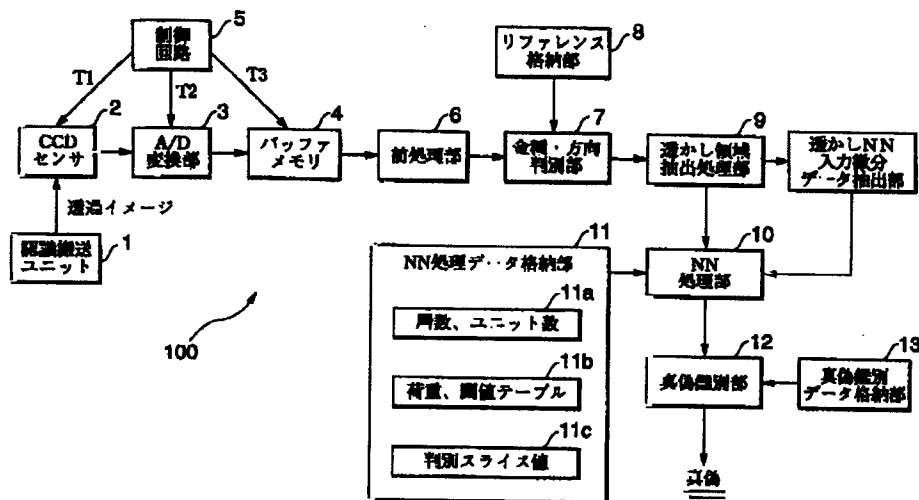 5
制御
回路
T1
T2
T3
リファレンス
格納部
8
2
CCD
センサ
3
A/D
変換部
4
バッファ
メモリ
6
前処理部
7
金種・方向
判別部
9
透かし領域
抽出処理部
透かしNN
入力微分
データ抽出部
透過イメージ
1
認識搬送
ユニット
100
11
NN処理データ格納部
11a
層数、ユニット数
11b
荷重、閾値テーブル
11c
判別スライス値
10
NN
処理部
12
真偽鑑別部
13
真偽鑑別
データ格納部
真偽